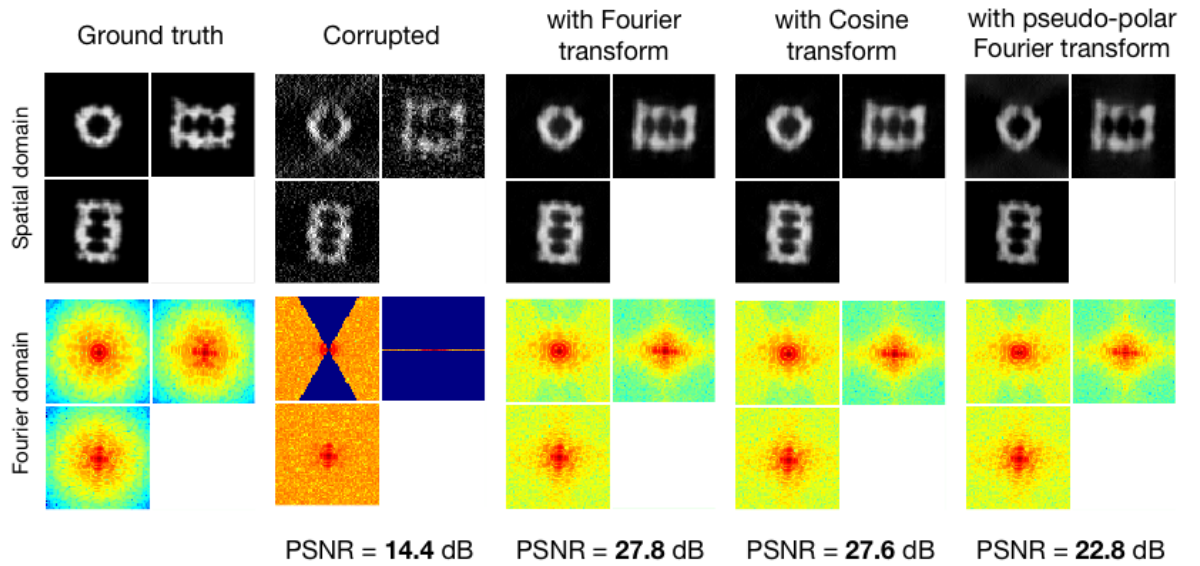 Ground truth
Corrupted
with Fourier
transform
with Cosine
transform
with pseudo-polar
Fourier transform
Spatial domain
Fourier domain
PSNR = 14.4 dB
PSNR = 27.8 dB
PSNR = 27.6 dB
PSNR = 22.8 dB